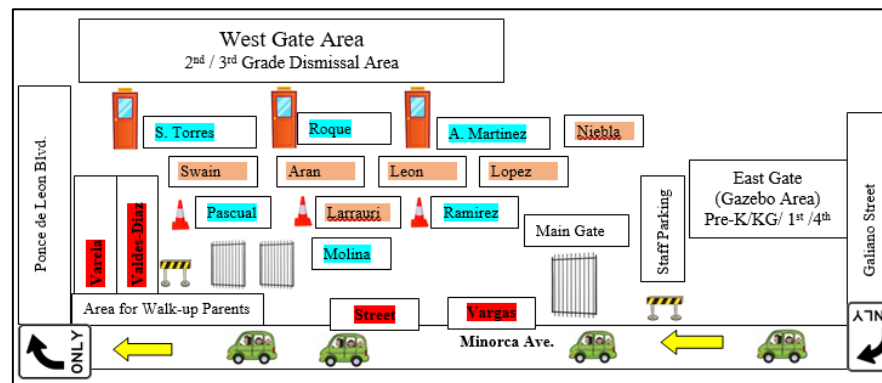 West Gate Area
2nd / 3rd Grade Dismissal Area
Ponce de Leon Blvd.
S. Torres
Roque
A. Martinez
Niebla
Swain
Aran
Leon
Lopez
Varela
Valdes-Diaz
Pascual
Larrauri
Ramirez
Molina
Main Gate
Staff Parking
East Gate
(Gazebo Area)
Pre-K/KG/ 1st /4th
Galiano Street
Area for Walk-up Parents
Street
Vargas
Minorca Ave.
ONLY
ONLY